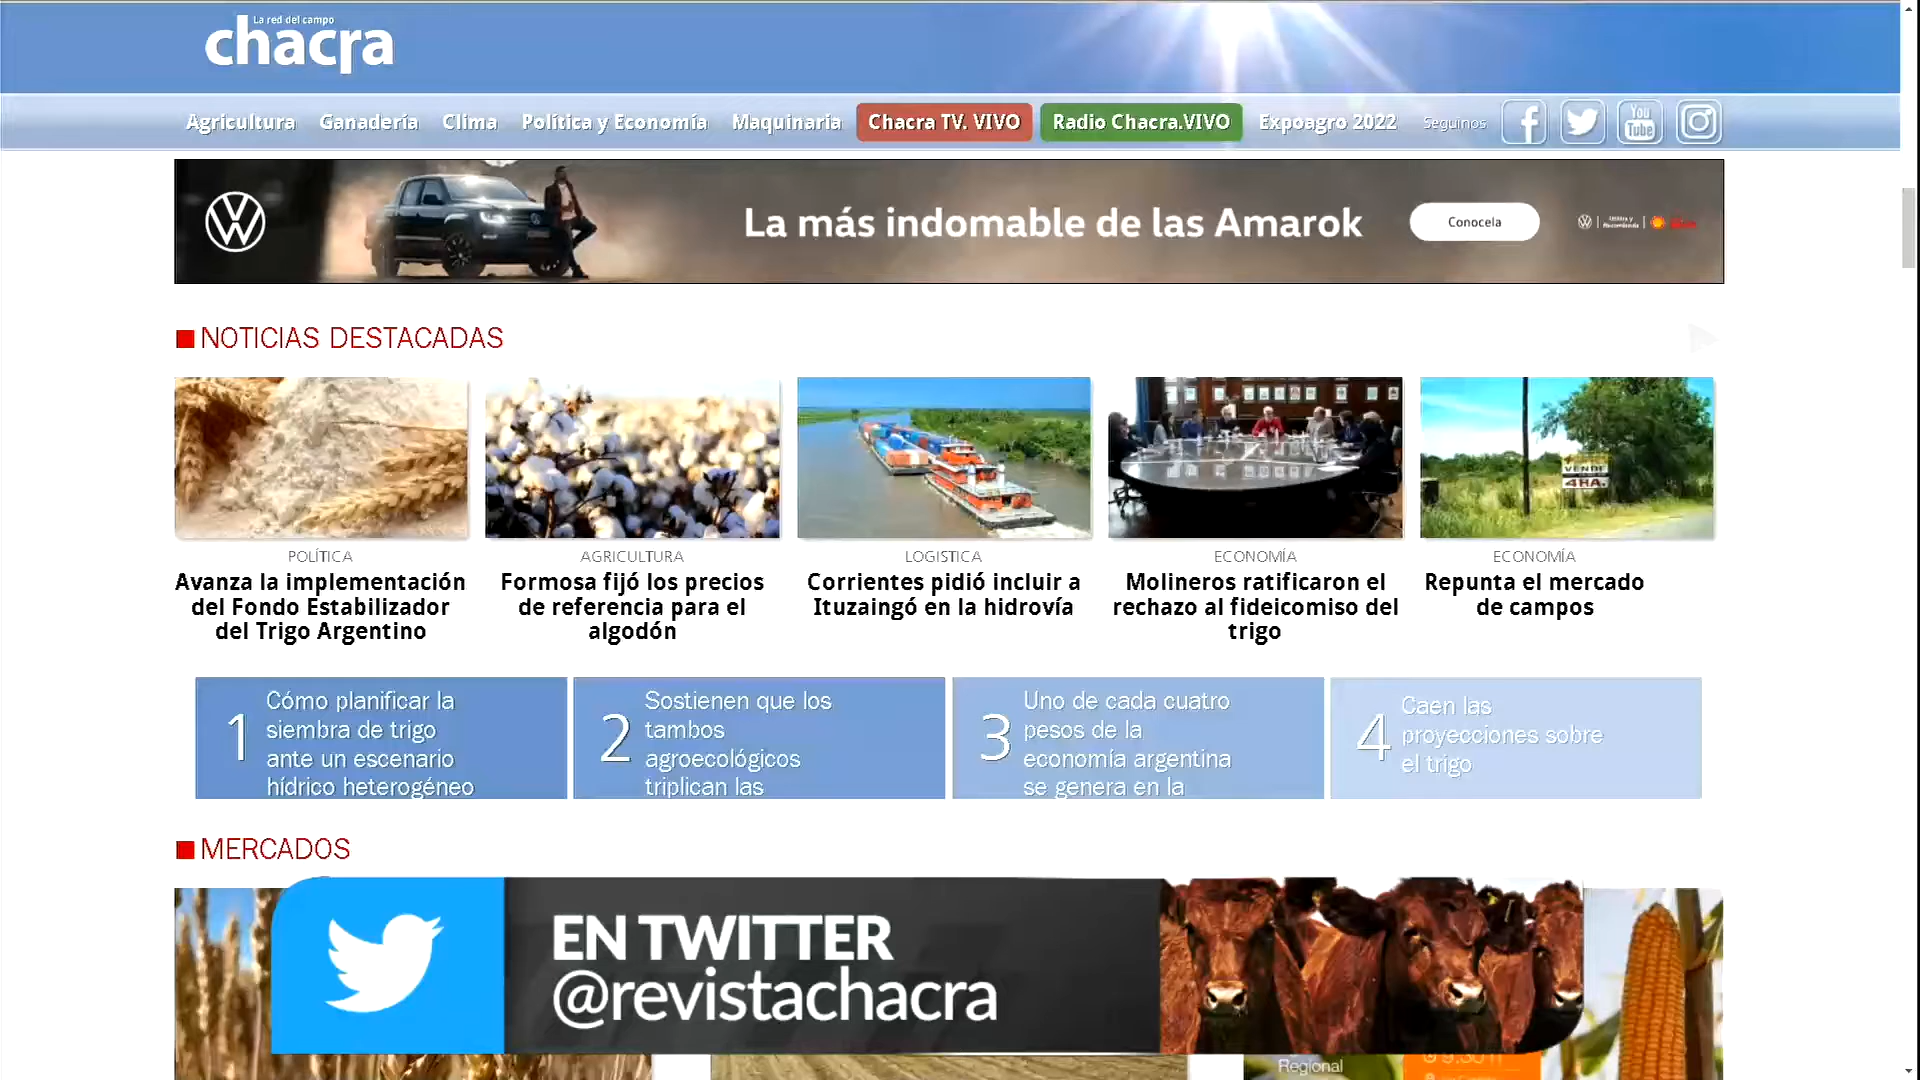 La red del campo
chacra
Agricultura Ganadería Clima Política y Economía Maquinaria Chacra TV. VIVO Radio Chacra.VIVO Expoagro 2022 Seguinos
You
Tube
La más indomable de las Amarok
Conocela
NOTICIAS DESTACADAS
VENDE
4HA.
POLÍTICA
Avanza la implementación
del Fondo Estabilizador
del Trigo Argentino
AGRICULTURA
Formosa fijó los precios
de referencia para el
algodón
LOGISTICA
Corrientes pidió incluir a
Ituzaingó en la hidrovía
ECONOMÍA
Molineros ratificaron el
rechazo al fideicomiso del
trigo
ECONOMÍA
Repunta el mercado
de campos
1
Cómo planificar la
siembra de trigo
ante un escenario
hídrico heterogéneo
2
Sostienen que los
tambos
agroecológicos
triplican las
3
Uno de cada cuatro
pesos de la
economía argentina
se genera en la
4
Caen las
proyecciones sobre
el trigo
MERCADOS
EN TWITTER
@revistachacra
Regional